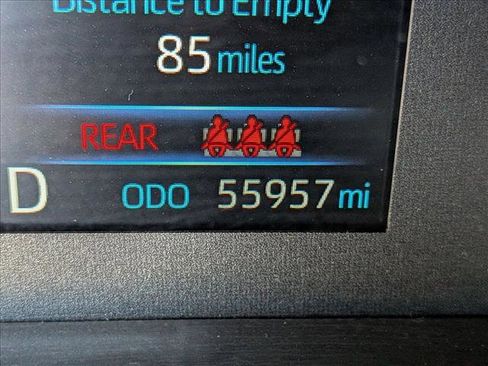 Distance to Empty
85 miles
REAR
D ODO 55957 mi